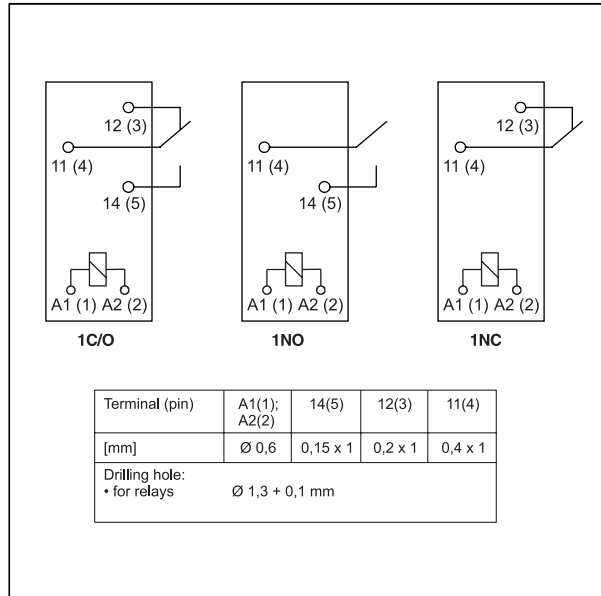 12 (3)
11 (4)
14 (5)
A1 (1) A2 (2)
1C/O
11 (4)
14 (5)
A1 (1) A2 (2)
1NO
12 (3)
11 (4)
A1 (1) A2 (2)
1NC
Terminal (pin) A1(1); 14(5) 12(3) 11(4)
A2(2)
[mm] Ø 0,6 0,15 x 1 0,2 x 1 0,4 x 1
Drilling hole:
• for relays Ø 1,3 + 0,1 mm